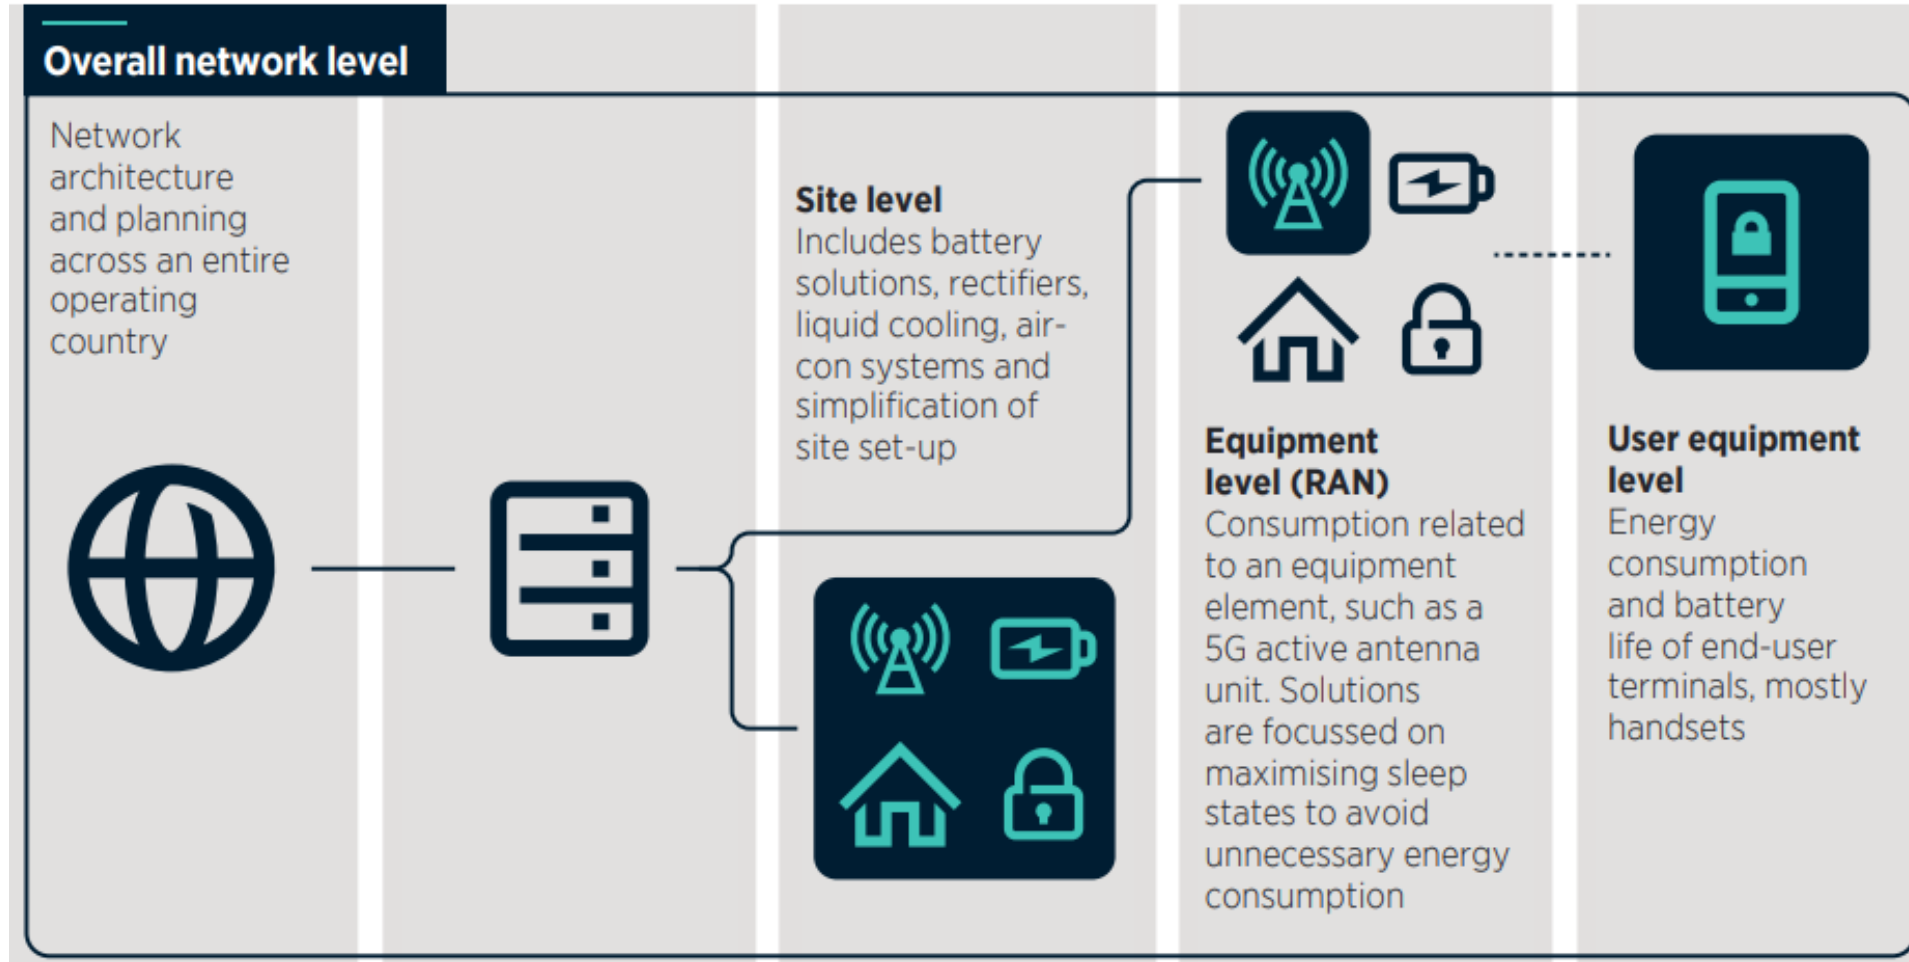 Overall network level
Network
architecture
and planning
across an entire
operating
country
Site level
Includes battery
solutions, rectifiers,
liquid cooling, air-
con systems and
simplification of
site set-up
Equipment
level (RAN)
Consumption related
to an equipment
element, such as a
5G active antenna
unit. Solutions
are focussed on
maximising sleep
states to avoid
unnecessary energy
consumption
User equipment
level
Energy
consumption
and battery
life of end-user
terminals, mostly
handsets